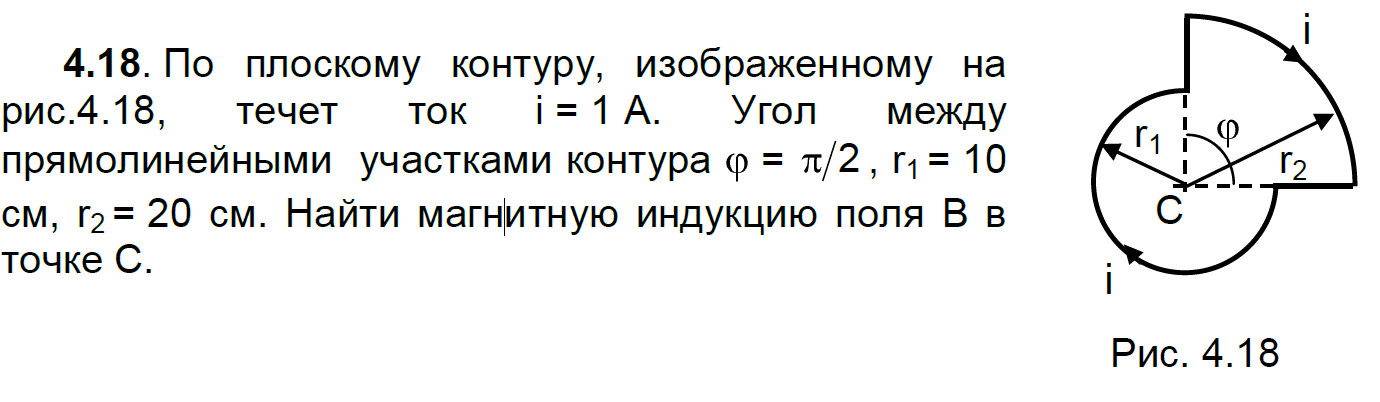 4.18. По плоскому контуру, изображенному на
рис.4.18, течет ток i = 1 А. Угол между
прямолинейными участками контура φ = π/2 , r₁ = 10
см, r₂ = 20 см. Найти магнитную индукцию поля В в
точке С.
i
r₁
φ
r₂
С
i
Рис. 4.18